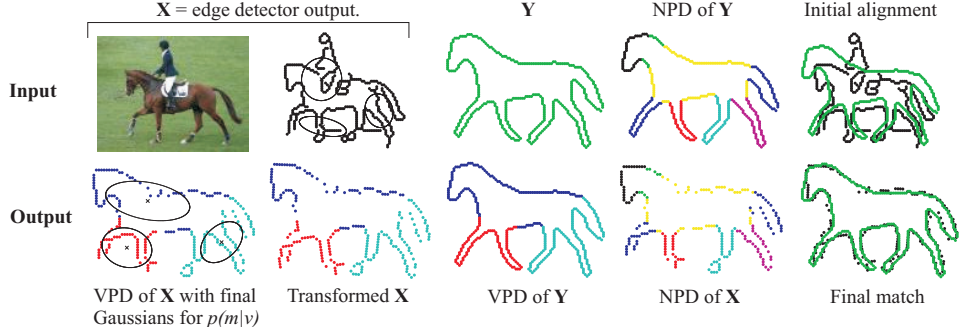 X = edge detector output.
Y
NPD of Y
Initial alignment
Input
Output
VPD of X with final
Gaussians for p(m|v)
Transformed X
VPD of Y
NPD of X
Final match